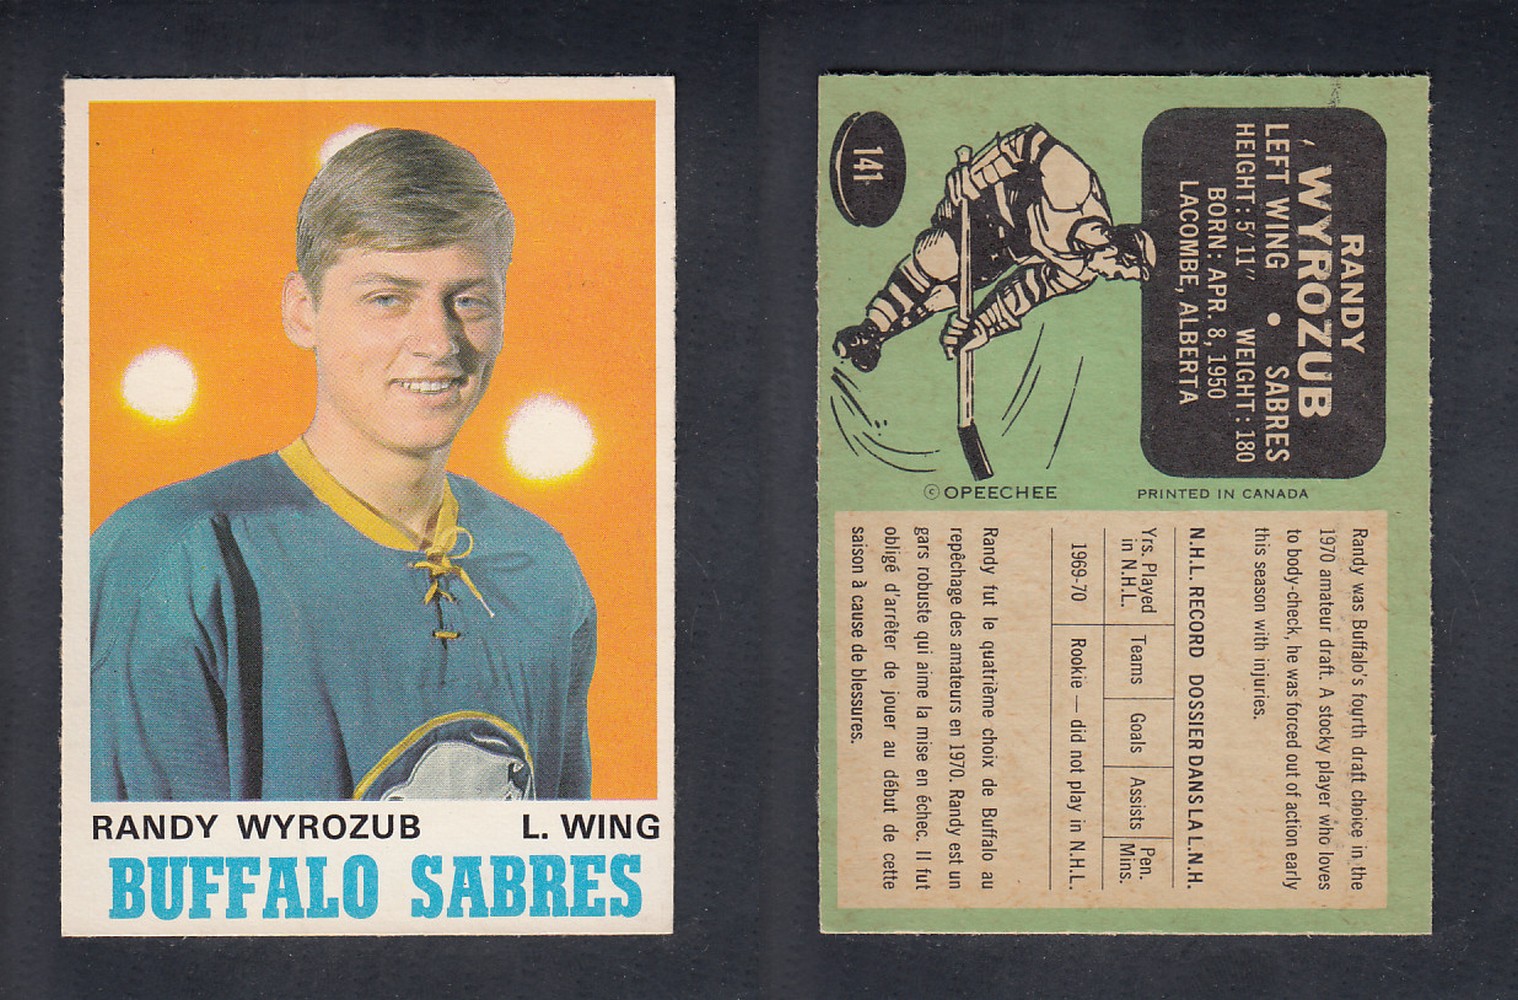 RANDY WYROZUB L. WING
BUFFALO SABRES
141
RANDY
WYROZUB
LEFT WING • SABRES
HEIGHT: 5'11" WEIGHT: 180
BORN: APR. 8, 1950
LACOMBE, ALBERTA
© OPEECHEE PRINTED IN CANADA
Randy was Buffalo's fourth draft choice in the
1970 amateur draft. A stocky player who loves
to body-check, he was forced out of action early
this season with injuries.
N.H.L. RECORD DOSSIER DANS LA L.N.H.
Yrs. Played in N.H.L. Teams Goals Assists Pen. Mins.
1969-70 Rookie — did not play in N.H.L.
Randy fut le quatrième choix de Buffalo au
repêchage des amateurs en 1970. Randy est un
gars robuste qui aime la mise en échec. Il fut
obligé d'arrêter de jouer au début de cette
saison à cause de blessures.